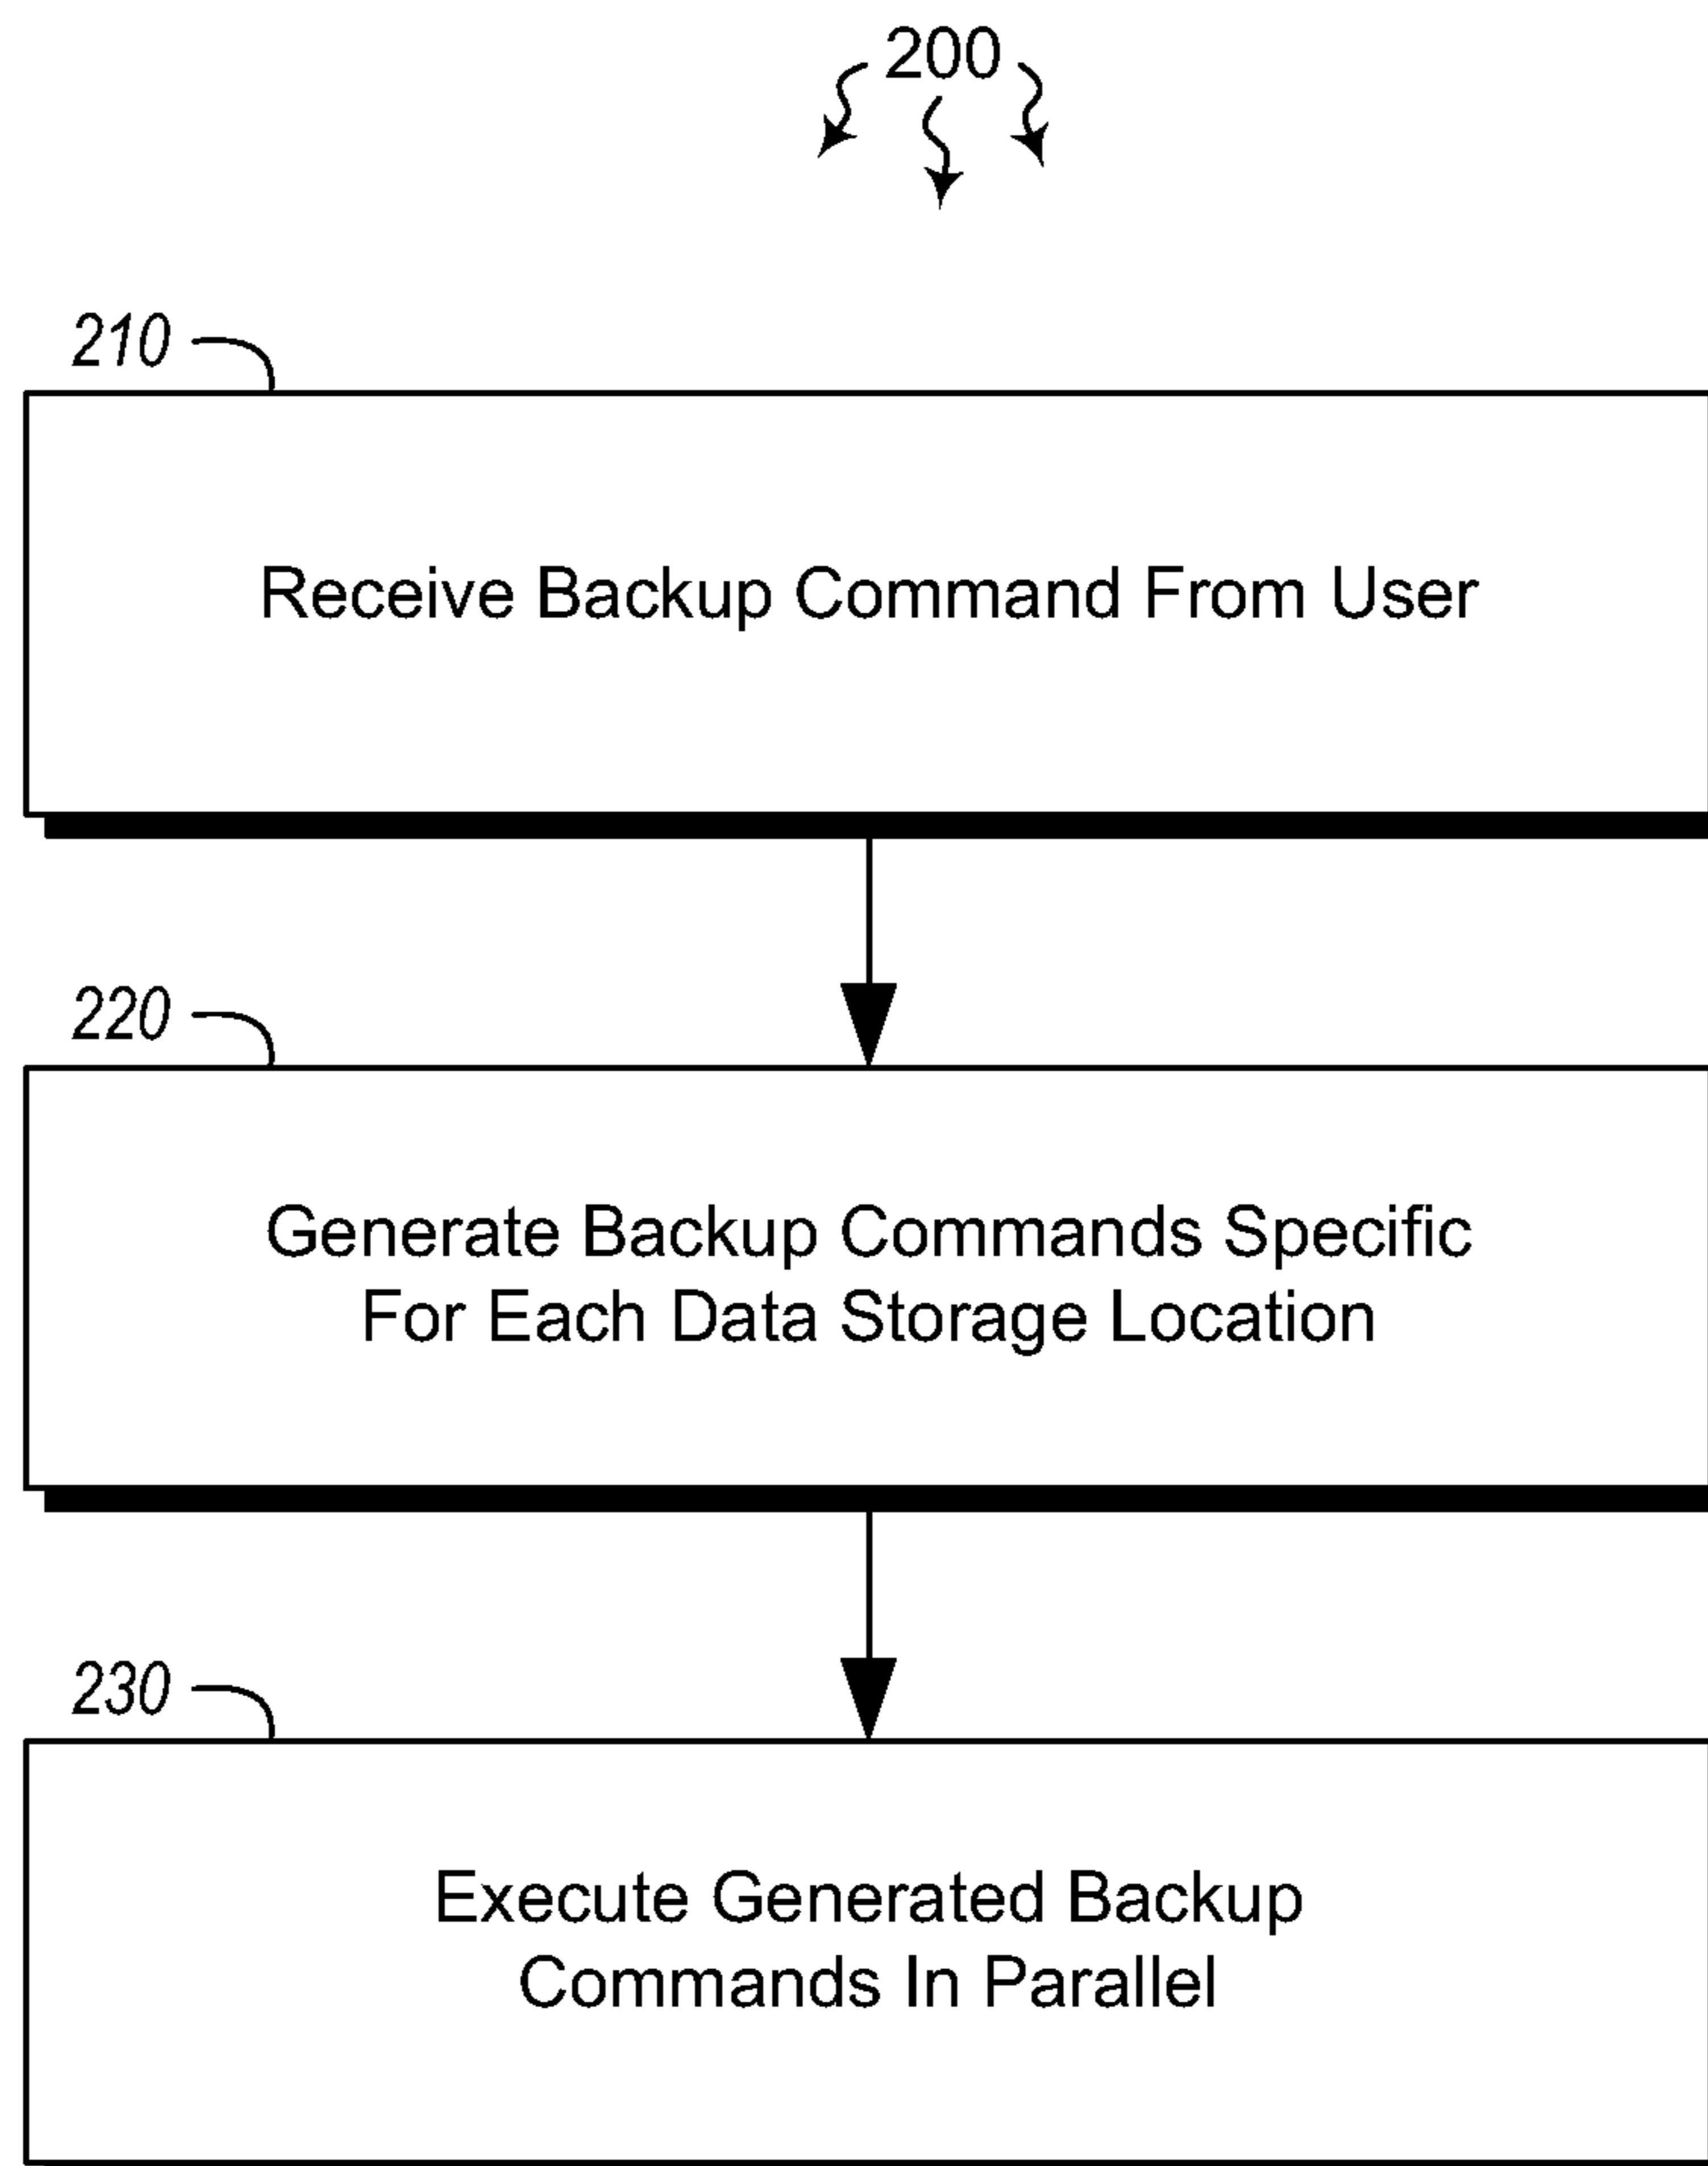 200
210
Receive Backup Command From User
220
Generate Backup Commands Specific
For Each Data Storage Location
230
Execute Generated Backup
Commands In Parallel